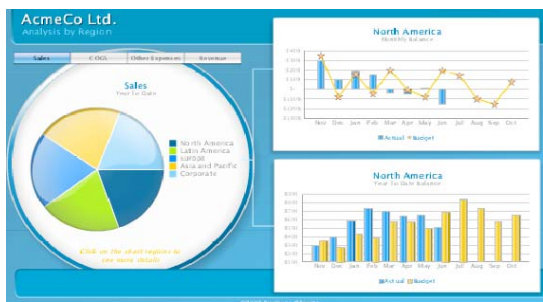 AcmeCo Ltd.
Analysis by Region
Sales
COGS
Other Expenses
Revenue
Sales
Year To Date
North America
Latin America
Europe
Asia and Pacific
Corporate
Click on the chart regions to
see more detail!
North America
Monthly Balance
Nov Dec Jan Feb Mar Apr May Jun Jul Aug Sep Oct
Actual Budget
North America
Year To Date Balance
Nov Dec Jan Feb Mar Apr May Jun Jul Aug Sep Oct
Actual Budget